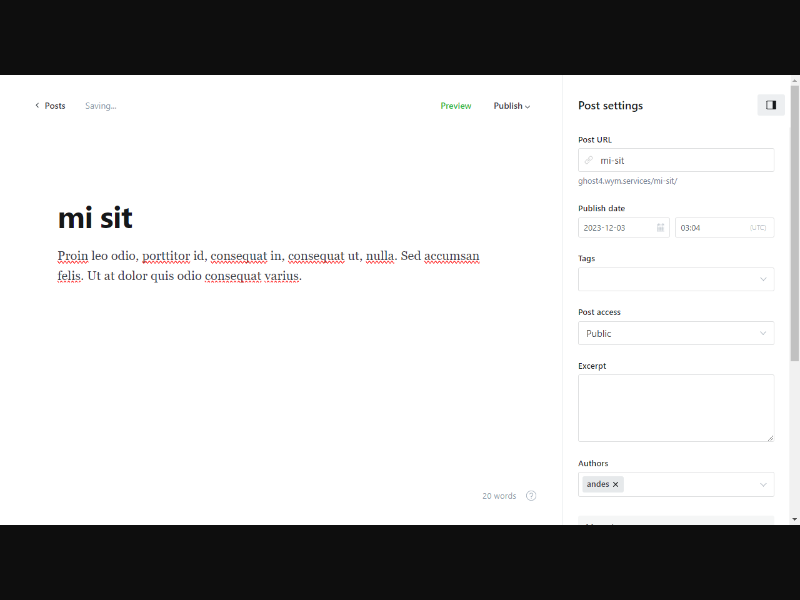 Posts Saving... Preview Publish
Post settings
Post URL
mi-sit
ghost4.wym.services/mi-sit/
Publish date
2023-12-03 03:04 (UTC)
Tags
Post access
Public
Excerpt
Authors
andes ×
mi sit
Proin leo odio, porttitor id, consequat in, consequat ut, nulla. Sed accumsan
felis. Ut at dolor quis odio consequat varius.
20 words ?